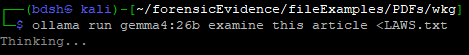 ┌──(bdsh㉿kali)-[~/forensicEvidence/fileExamples/PDFs/wkg]
└─$ ollama run gemma4:26b examine this article <LAWS.txt
Thinking...